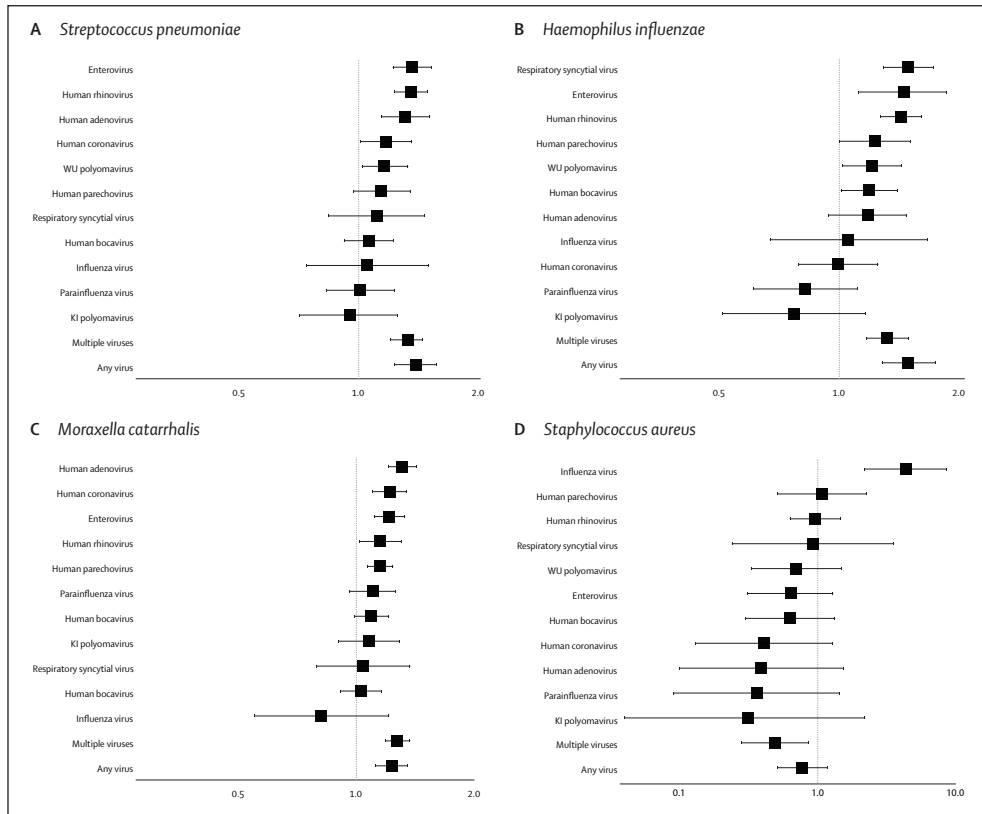 A Streptococcus pneumoniae
Enterovirus
Human rhinovirus
Human adenovirus
Human coronavirus
WU polyomavirus
Human parechovirus
Respiratory syncytial virus
Human bocavirus
Influenza virus
Parainfluenza virus
KI polyomavirus
Multiple viruses
Any virus
0.5 1.0 2.0
B Haemophilus influenzae
Respiratory syncytial virus
Enterovirus
Human rhinovirus
Human parechovirus
WU polyomavirus
Human bocavirus
Human adenovirus
Influenza virus
Human coronavirus
Parainfluenza virus
KI polyomavirus
Multiple viruses
Any virus
0.5 1.0 2.0
C Moraxella catarrhalis
Human adenovirus
Human coronavirus
Enterovirus
Human rhinovirus
Human parechovirus
Parainfluenza virus
Human bocavirus
KI polyomavirus
Respiratory syncytial virus
Human bocavirus
Influenza virus
Multiple viruses
Any virus
0.5 1.0 2.0
D Staphylococcus aureus
Influenza virus
Human parechovirus
Human rhinovirus
Respiratory syncytial virus
WU polyomavirus
Enterovirus
Human bocavirus
Human coronavirus
Human adenovirus
Parainfluenza virus
KI polyomavirus
Multiple viruses
Any virus
0.1 1.0 10.0